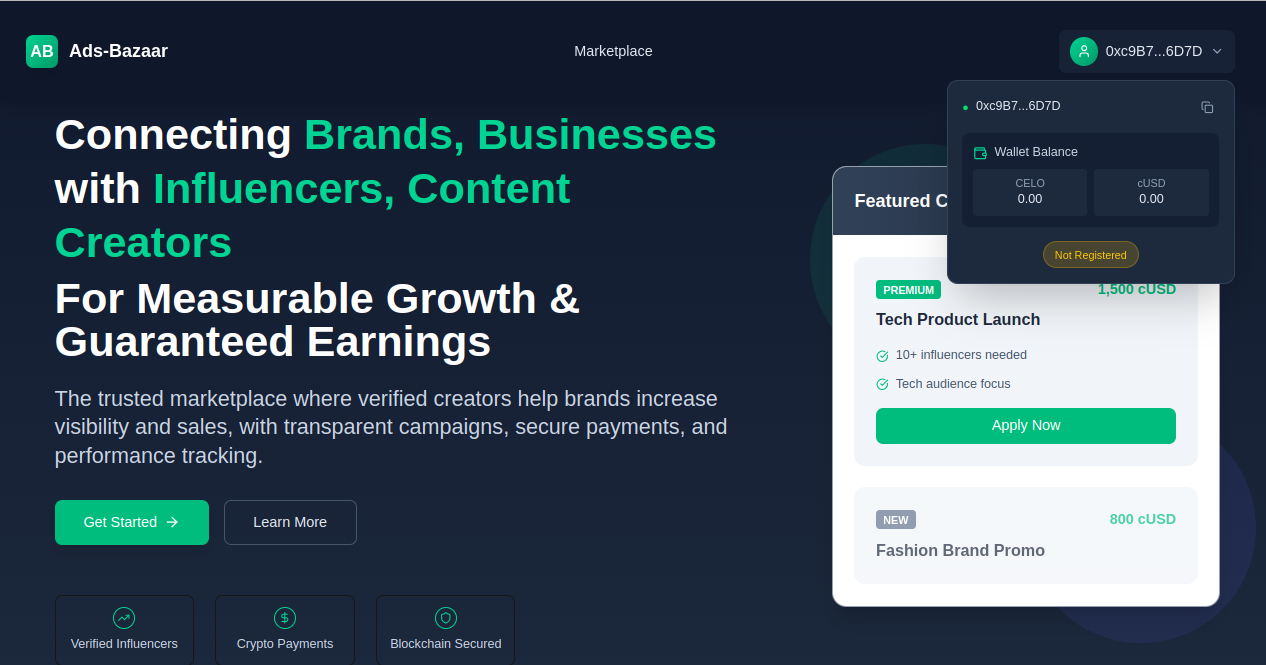 AB Ads-Bazaar
Marketplace
0xc9B7...6D7D
0xc9B7...6D7D
Wallet Balance
CELO
0.00
cUSD
0.00
Not Registered
Connecting Brands, Businesses
with Influencers, Content
Creators
For Measurable Growth &
Guaranteed Earnings
The trusted marketplace where verified creators help brands increase
visibility and sales, with transparent campaigns, secure payments, and
performance tracking.
Get Started
Learn More
Verified Influencers
Crypto Payments
Blockchain Secured
Featured C
PREMIUM
1,500 cUSD
Tech Product Launch
10+ influencers needed
Tech audience focus
Apply Now
NEW
800 cUSD
Fashion Brand Promo